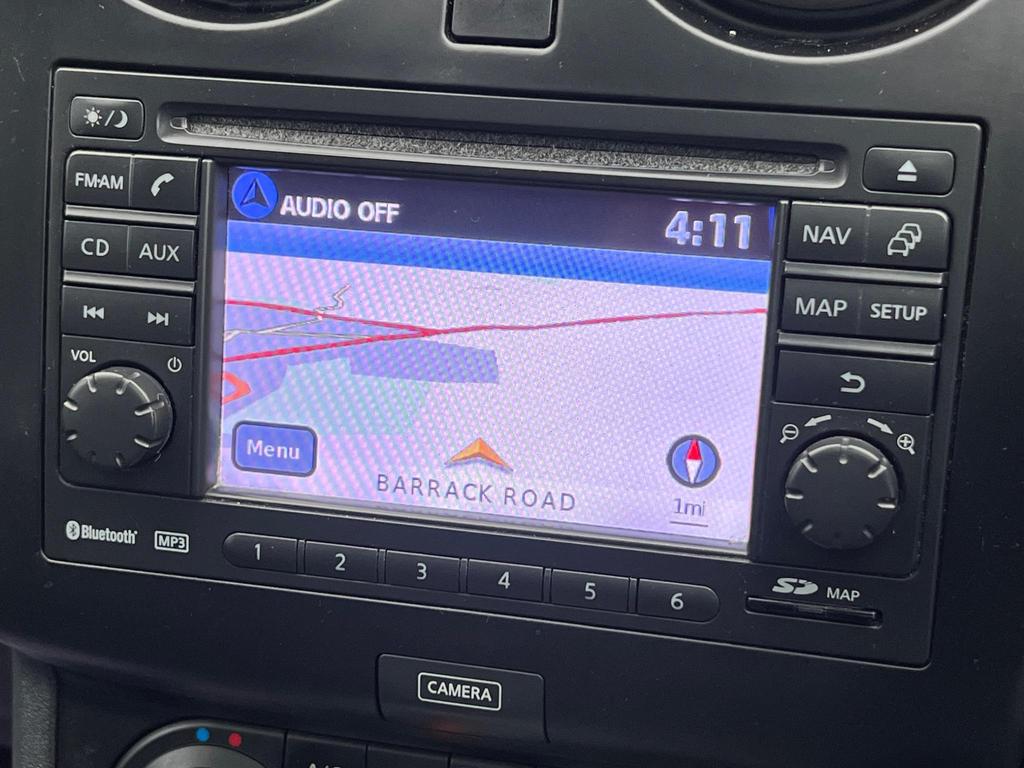 FM·AM
CD
AUX
VOL
AUDIO OFF
4:11
Menu
BARRACK ROAD
1mi
NAV
MAP
SETUP
Bluetooth
MP3
1
2
3
4
5
6
SD
MAP
CAMERA